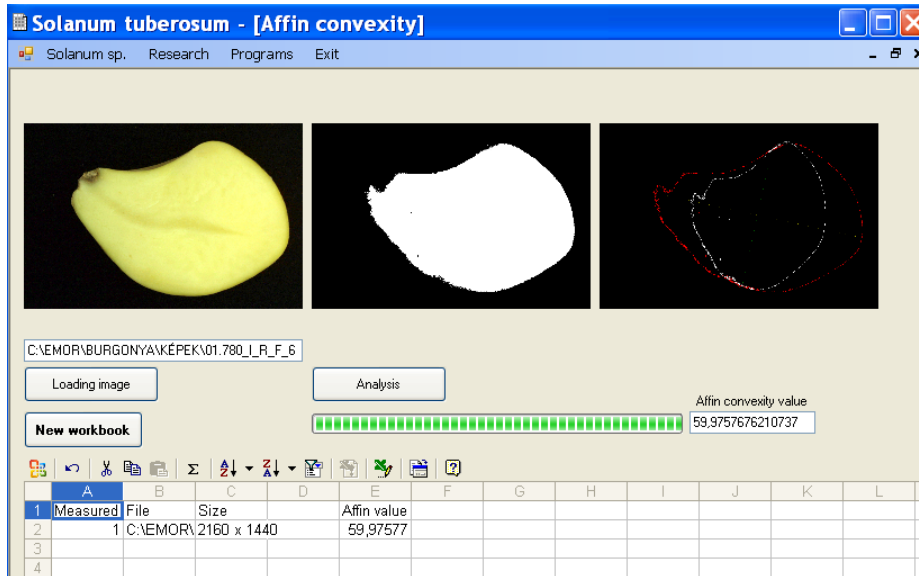 Solanum tuberosum - [Affin convexity]
Solanum sp. Research Programs Exit
C:\EMOR\BURGONYA\KÉPEK\01.780_I_R_F_6
Loading image Analysis
Affin convexity value
New workbook 59,9757676210737
A B C D E F G H I J K L
1 Measured File Size Affin value
2 1 C:\EMOR\ 2160 x 1440 59,97577
3
4